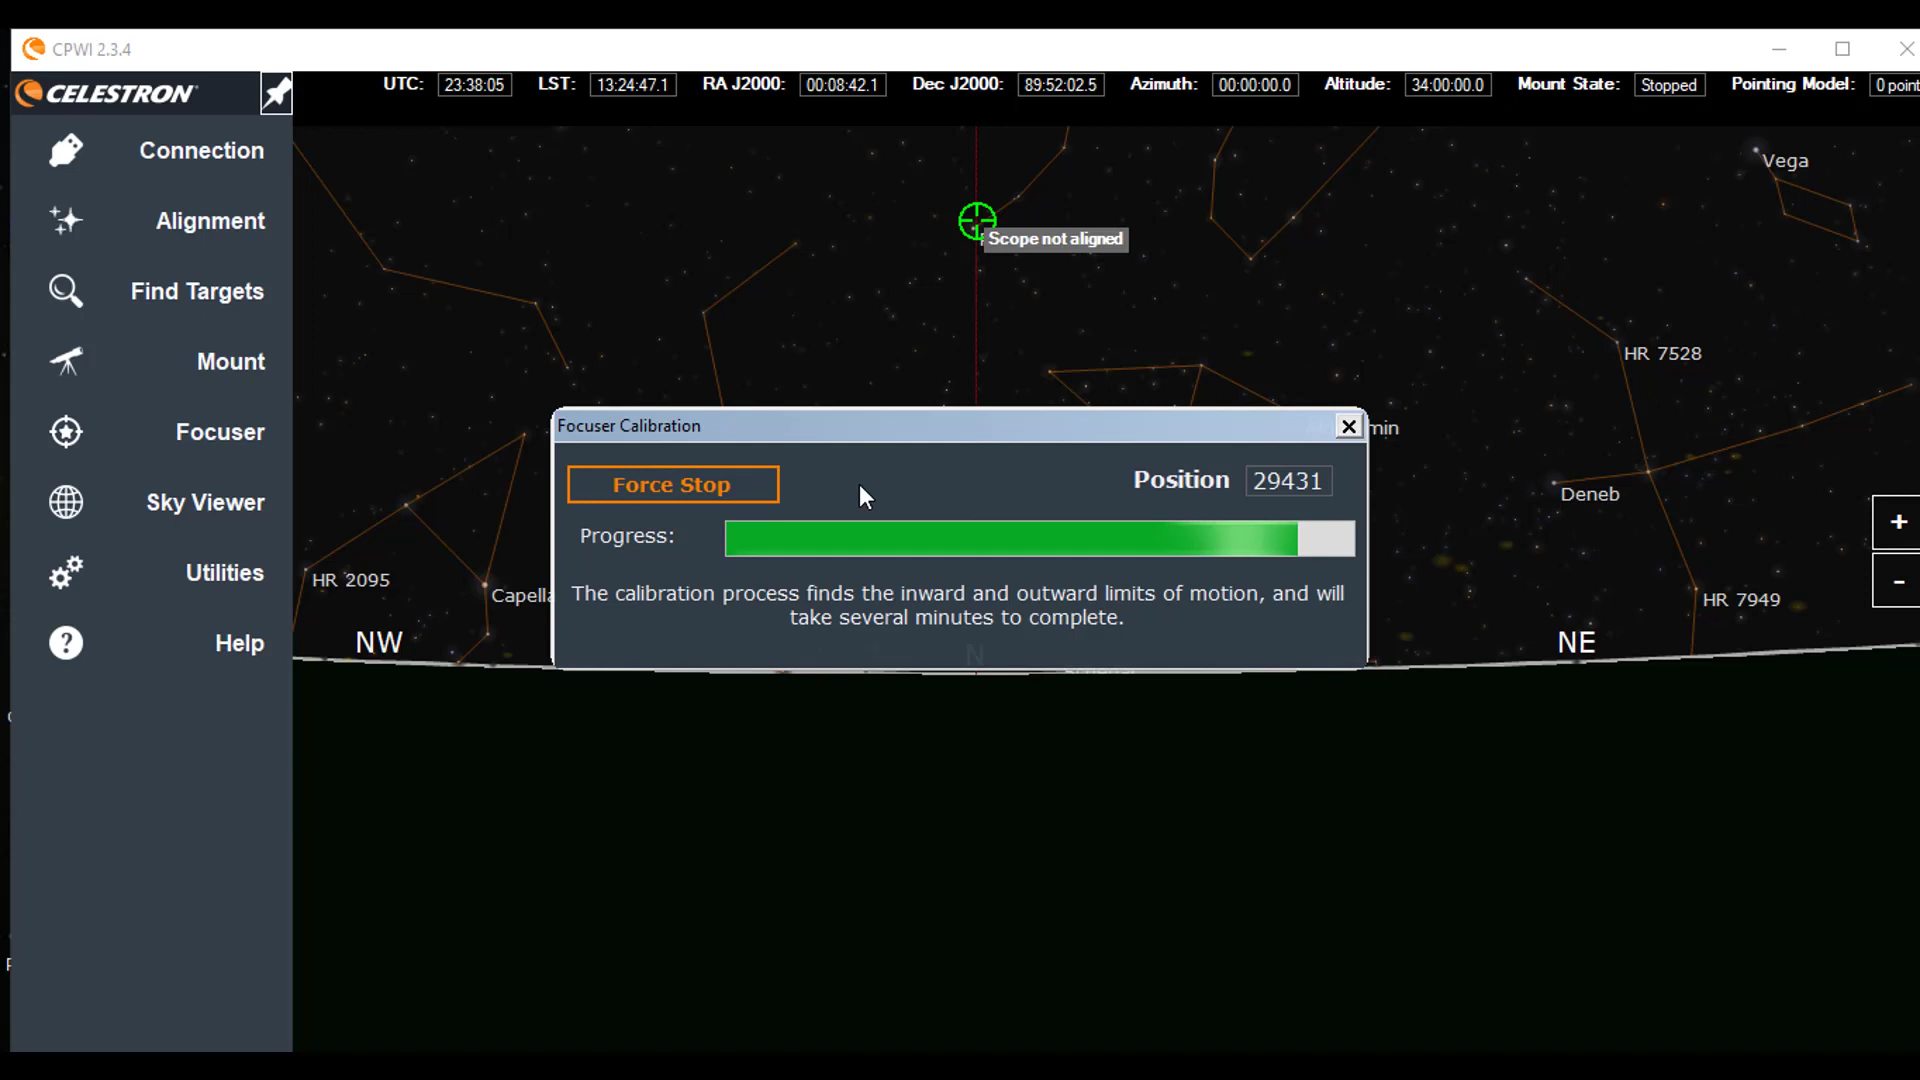 CPWI 2.3.4
CELESTRON
UTC: 23:38:05 LST: 13:24:47.1 RA J2000: 00:08:42.1 Dec J2000: 89:52:02.5 Azimuth: 00:00:00.0 Altitude: 34:00:00.0 Mount State: Stopped Pointing Model: 0 point
Connection
Alignment
Find Targets
Mount
Focuser
Sky Viewer
Utilities
Help
Vega
Scope not aligned
HR 7528
min
Deneb
Focuser Calibration
Force Stop
Position 29431
Progress:
The calibration process finds the inward and outward limits of motion, and will
take several minutes to complete.
HR 2095
Capella
HR 7949
NW
N
NE
+
-